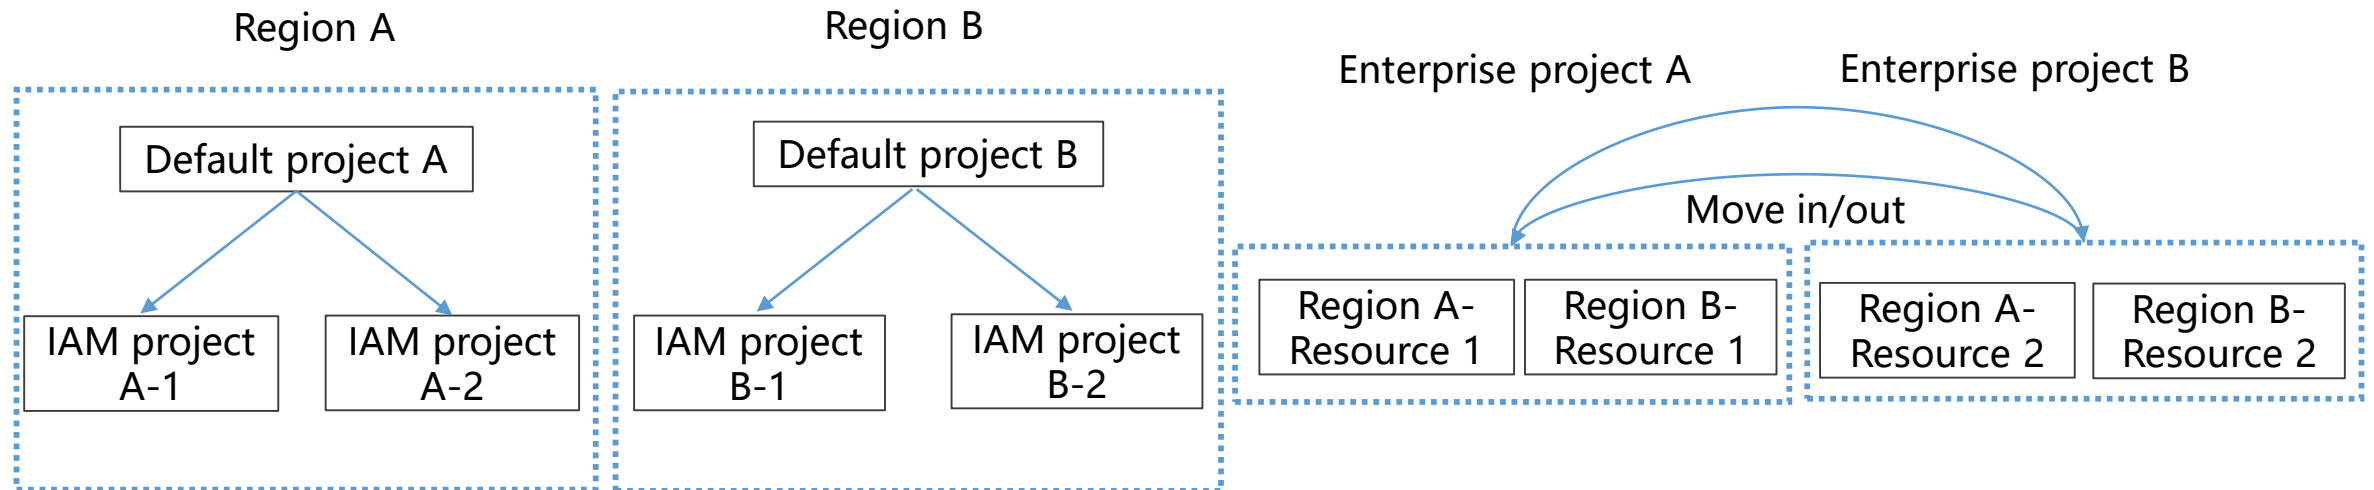 Region A
Region B
Enterprise project A
Enterprise project B
Default project A
Default project B
Move in/out
IAM project
A-1
IAM project
A-2
IAM project
B-1
IAM project
B-2
Region A-
Resource 1
Region B-
Resource 1
Region A-
Resource 2
Region B-
Resource 2